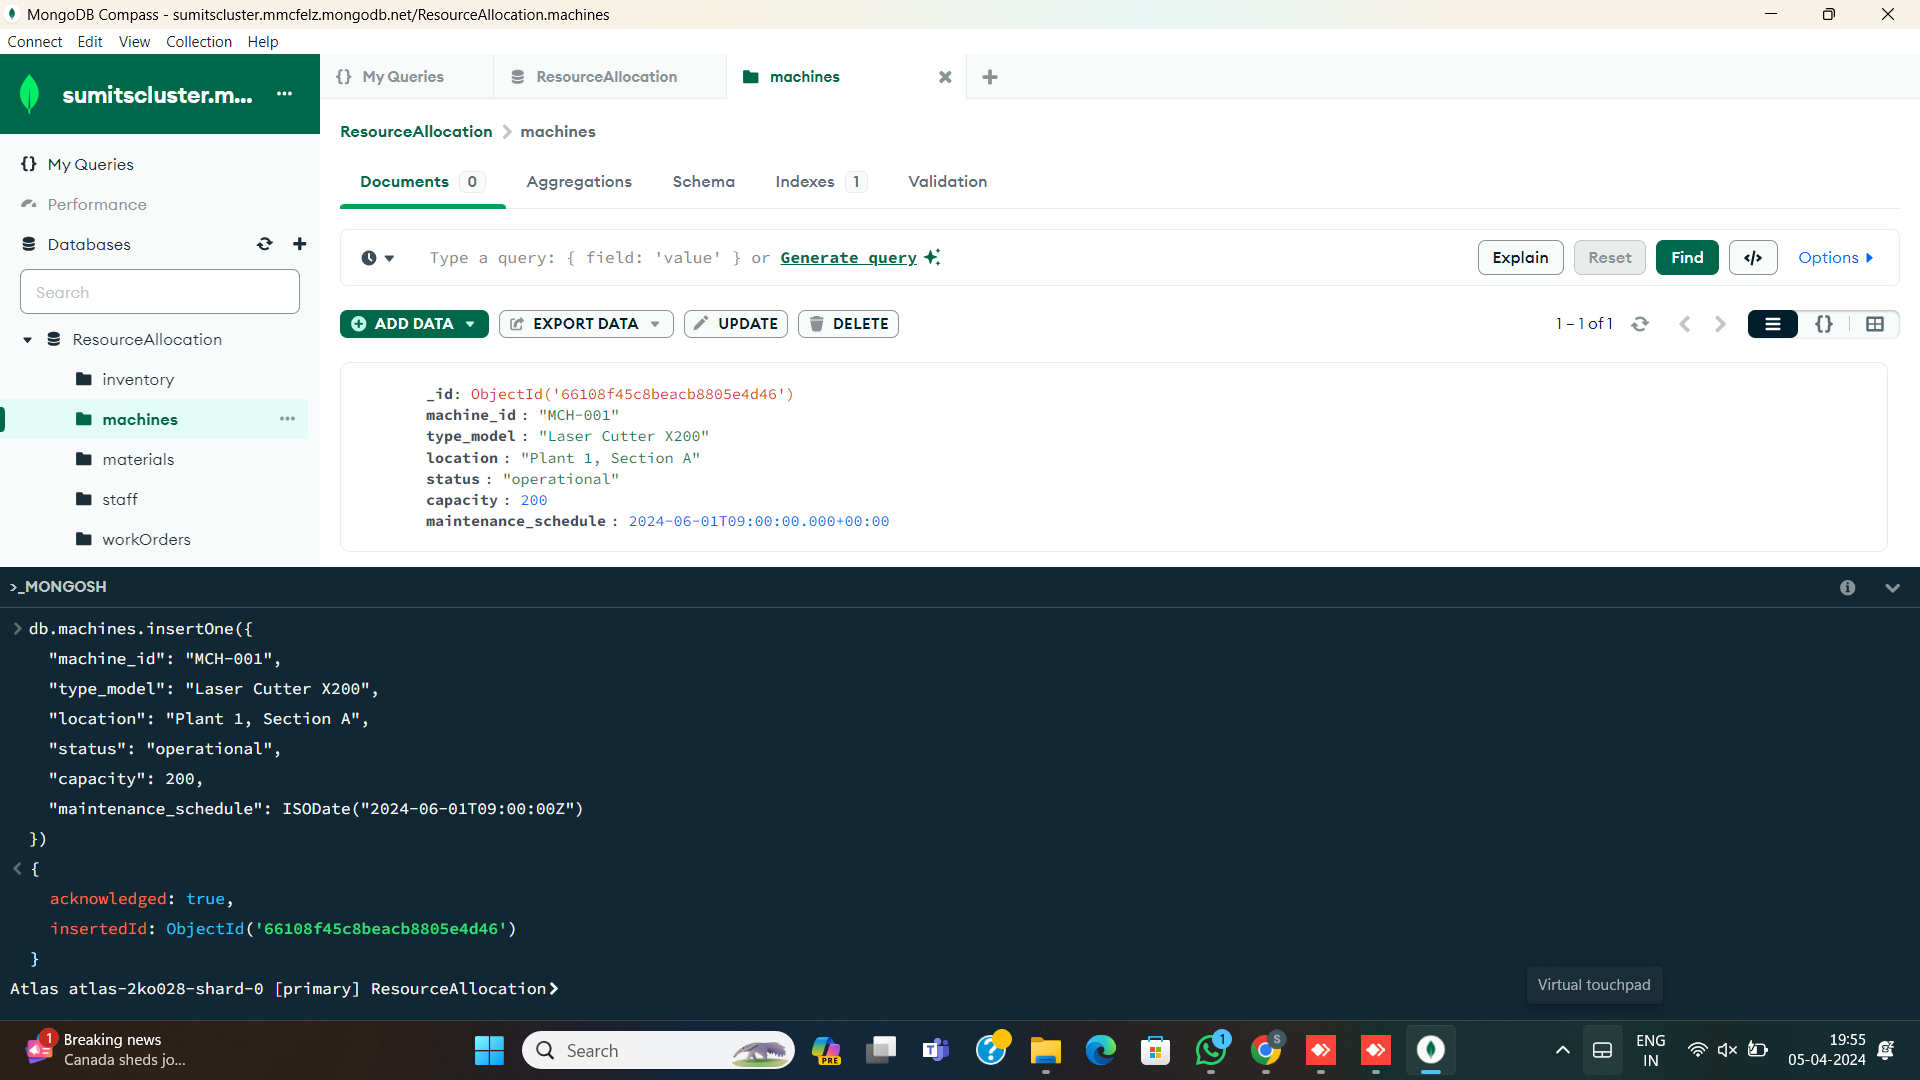 MongoDB Compass - sumitscluster.mmcfelz.mongodb.net/ResourceAllocation.machines
Connect Edit View Collection Help
sumitscluster.m... ...
My Queries
ResourceAllocation
machines
ResourceAllocation > machines
My Queries
Performance
Databases
Search
ResourceAllocation
inventory
machines
materials
staff
workOrders
Documents 0 Aggregations Schema Indexes 1 Validation
Type a query: { field: 'value' } or Generate query
Explain Reset Find </> Options
ADD DATA EXPORT DATA UPDATE DELETE
1 – 1 of 1
_id: ObjectId('66108f45c8beacb8805e4d46')
machine_id : "MCH-001"
type_model : "Laser Cutter X200"
location : "Plant 1, Section A"
status : "operational"
capacity : 200
maintenance_schedule : 2024-06-01T09:00:00.000+00:00
>_MONGOSH
> db.machines.insertOne({
"machine_id": "MCH-001",
"type_model": "Laser Cutter X200",
"location": "Plant 1, Section A",
"status": "operational",
"capacity": 200,
"maintenance_schedule": ISODate("2024-06-01T09:00:00Z")
})
< {
acknowledged: true,
insertedId: ObjectId('66108f45c8beacb8805e4d46')
}
Atlas atlas-2ko028-shard-0 [primary] ResourceAllocation>
Virtual touchpad
1
Breaking news
Canada sheds jo...
Search
PRE
1
S
ENG
IN
19:55
05-04-2024